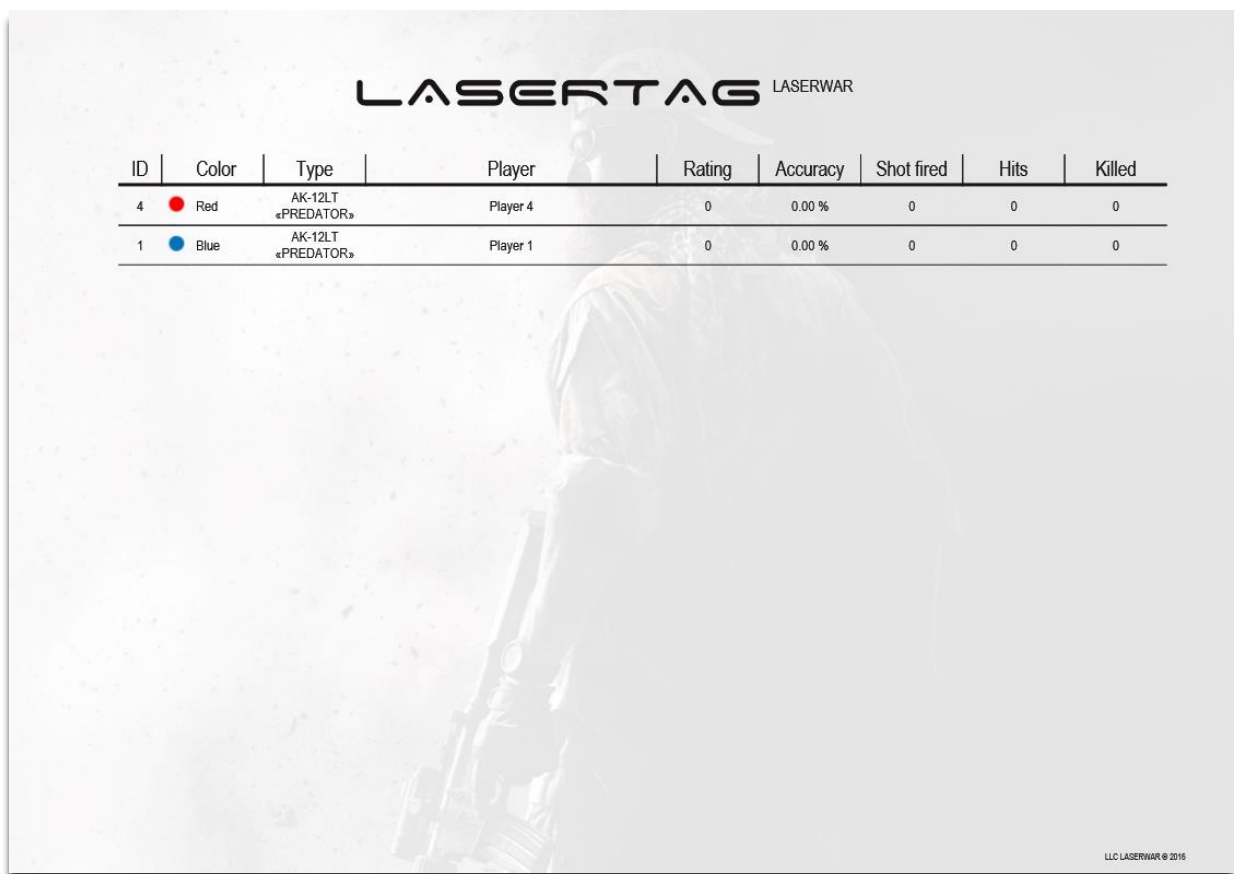 LASERTAG LASERWAR
ID Color Type Player Rating Accuracy Shot fired Hits Killed
4 Red AK-12LT «PREDATOR» Player 4 0 0.00 % 0 0 0
1 Blue AK-12LT «PREDATOR» Player 1 0 0.00 % 0 0 0
LLC LASERWAR ® 2016